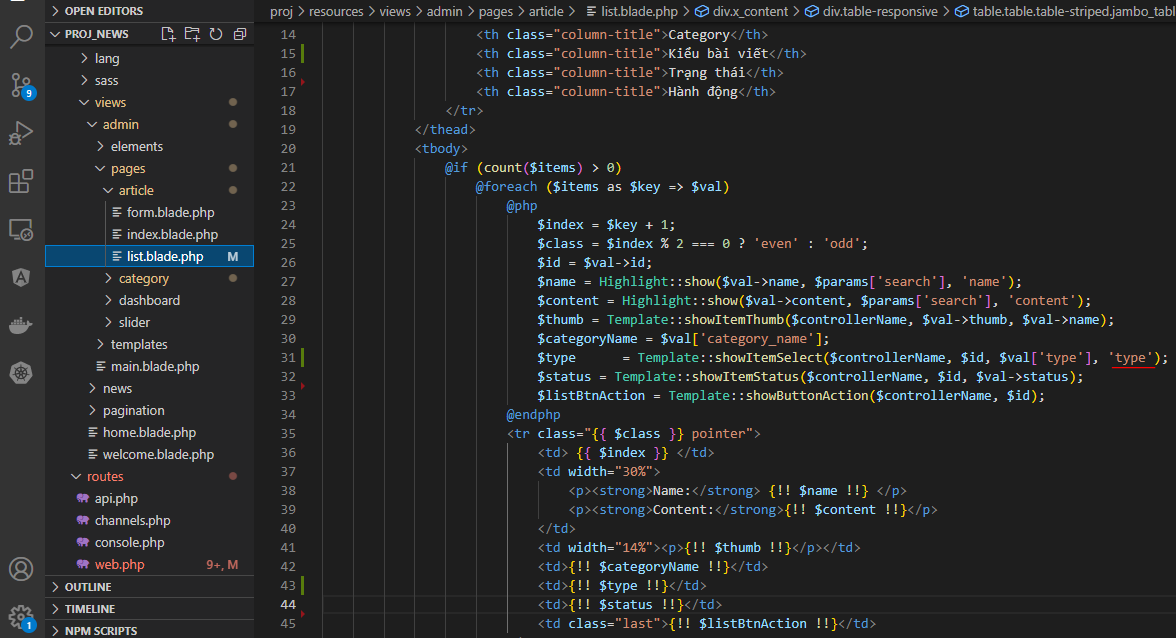 OPEN EDITORS
proj > resources > views > admin > pages > article > list.blade.php > div.x_content > div.table-responsive > table.table.table-striped.jambo_tabl
PROJ_NEWS
lang
sass
views
admin
elements
pages
article
form.blade.php
index.blade.php
list.blade.php M
category
dashboard
slider
templates
main.blade.php
news
pagination
home.blade.php
welcome.blade.php
routes
api.php
channels.php
console.php
web.php 9+, M
OUTLINE
TIMELINE
NPM SCRIPTS
9
1
14 <th class="column-title">Category</th>
15 <th class="column-title">Kiểu bài viết</th>
16 <th class="column-title">Trạng thái</th>
17 <th class="column-title">Hành động</th>
18 </tr>
19 </thead>
20 <tbody>
21 @if (count($items) > 0)
22 @foreach ($items as $key => $val)
23 @php
24 $index = $key + 1;
25 $class = $index % 2 === 0 ? 'even' : 'odd';
26 $id = $val->id;
27 $name = Highlight::show($val->name, $params['search'], 'name');
28 $content = Highlight::show($val->content, $params['search'], 'content');
29 $thumb = Template::showItemThumb($controllerName, $val->thumb, $val->name);
30 $categoryName = $val['category_name'];
31 $type      = Template::showItemSelect($controllerName, $id, $val['type'], 'type');
32 $status = Template::showItemStatus($controllerName, $id, $val->status);
33 $listBtnAction = Template::showButtonAction($controllerName, $id);
34 @endphp
35 <tr class="{{ $class }} pointer">
36 <td> {{ $index }} </td>
37 <td width="30%">
38 <p><strong>Name:</strong> {!! $name !!} </p>
39 <p><strong>Content:</strong>{!! $content !!}</p>
40 </td>
41 <td width="14%"><p>{!! $thumb !!}</p></td>
42 <td>{!! $categoryName !!}</td>
43 <td>{!! $type !!}</td>
44 <td>{!! $status !!}</td>
45 <td class="last">{!! $listBtnAction !!}</td>